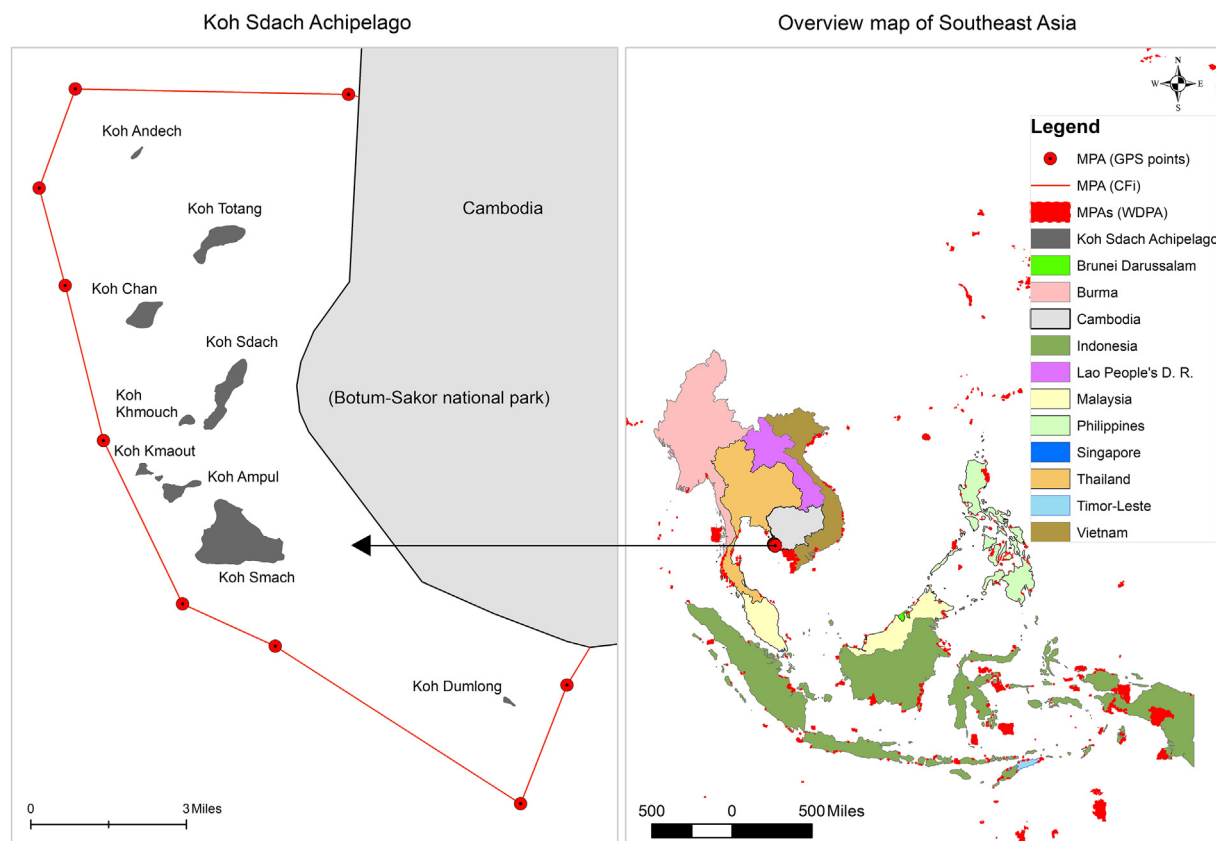 Koh Sdach Achipelago
Koh Andech
Koh Totang
Cambodia
Koh Chan
Koh Sdach
Koh
Khmouch
(Botum-Sakor national park)
Koh Kmaout
Koh Ampul
Koh Smach
Koh Dumlong
0
3 Miles
Overview map of Southeast Asia
N
W
E
S
Legend
MPA (GPS points)
MPA (CFi)
MPAs (WDPA)
Koh Sdach Achipelago
Brunei Darussalam
Burma
Cambodia
Indonesia
Lao People's D. R.
Malaysia
Philippines
Singapore
Thailand
Timor-Leste
Vietnam
500
0
500 Miles